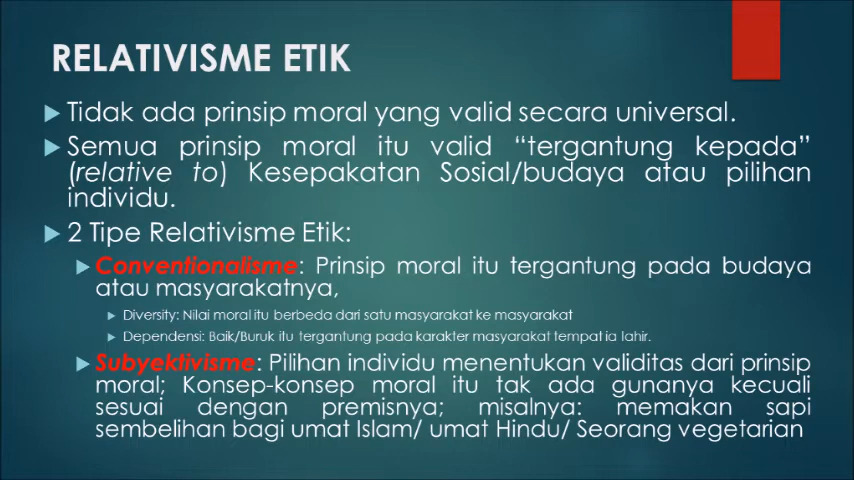 RELATIVISME ETIK
Tidak ada prinsip moral yang valid secara universal.
Semua prinsip moral itu valid “tergantung kepada”
(relative to) Kesepakatan Sosial/budaya atau pilihan
individu.
2 Tipe Relativisme Etik:
Conventionalisme: Prinsip moral itu tergantung pada budaya
atau masyarakatnya,
Diversity: Nilai moral itu berbeda dari satu masyarakat ke masyarakat
Dependensi: Baik/Buruk itu tergantung pada karakter masyarakat tempat ia lahir.
Subyektivisme: Pilihan individu menentukan validitas dari prinsip
moral; Konsep-konsep moral itu tak ada gunanya kecuali
sesuai dengan premisnya; misalnya: memakan sapi
sembelihan bagi umat Islam/ umat Hindu/ Seorang vegetarian